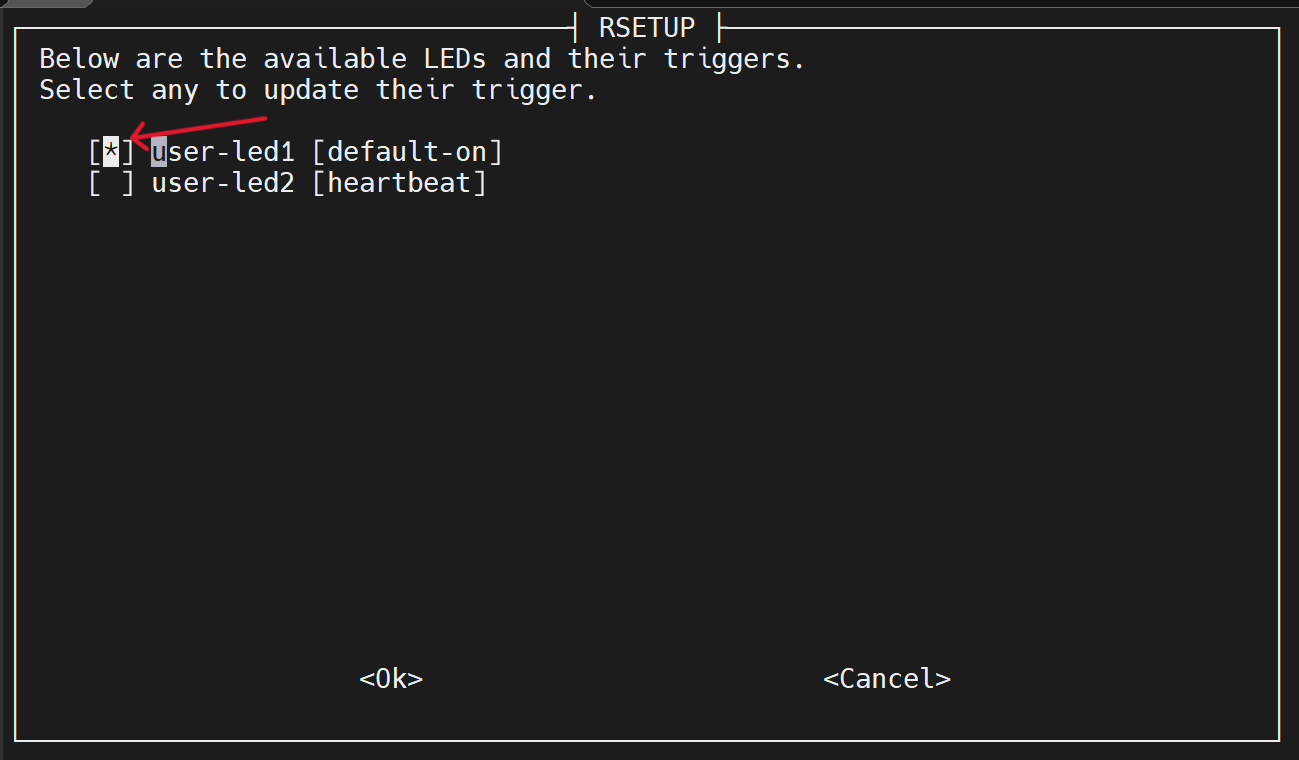 RSETUP
Below are the available LEDs and their triggers.
Select any to update their trigger.
[*] user-led1 [default-on]
[ ] user-led2 [heartbeat]
<Ok> <Cancel>